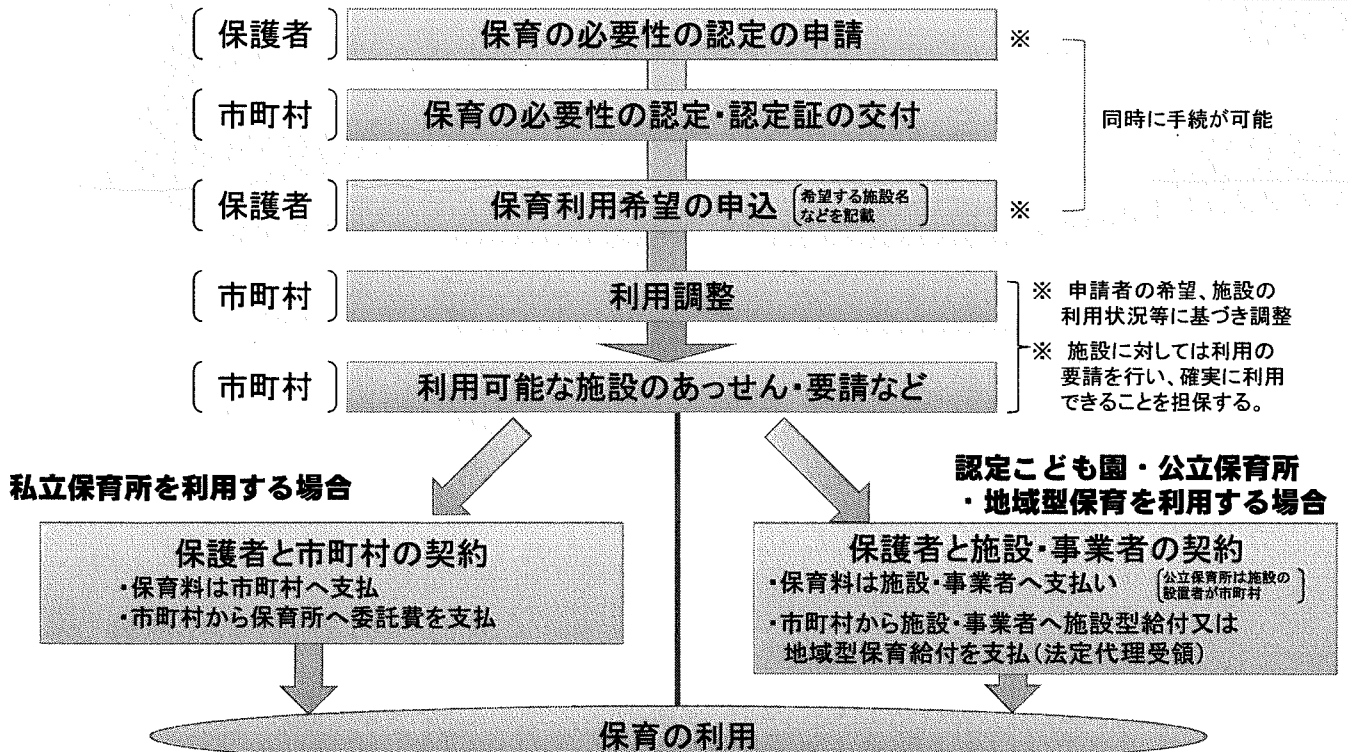 〔保護者〕 保育の必要性の認定の申請 ※
〔市町村〕 保育の必要性の認定・認定証の交付
同時に手続が可能
〔保護者〕 保育利用希望の申込 〔希望する施設名
などを記載〕 ※
〔市町村〕 利用調整
※ 申請者の希望、施設の
利用状況等に基づき調整
〔市町村〕 利用可能な施設のあっせん・要請など
※ 施設に対しては利用の
要請を行い、確実に利用
できることを担保する。
私立保育所を利用する場合
保護者と市町村の契約
・保育料は市町村へ支払
・市町村から保育所へ委託費を支払
認定こども園・公立保育所
・地域型保育を利用する場合
保護者と施設・事業者の契約
・保育料は施設・事業者へ支払い 〔公立保育所は施設の
設置者が市町村〕
・市町村から施設・事業者へ施設型給付又は
地域型保育給付を支払(法定代理受領)
保育の利用